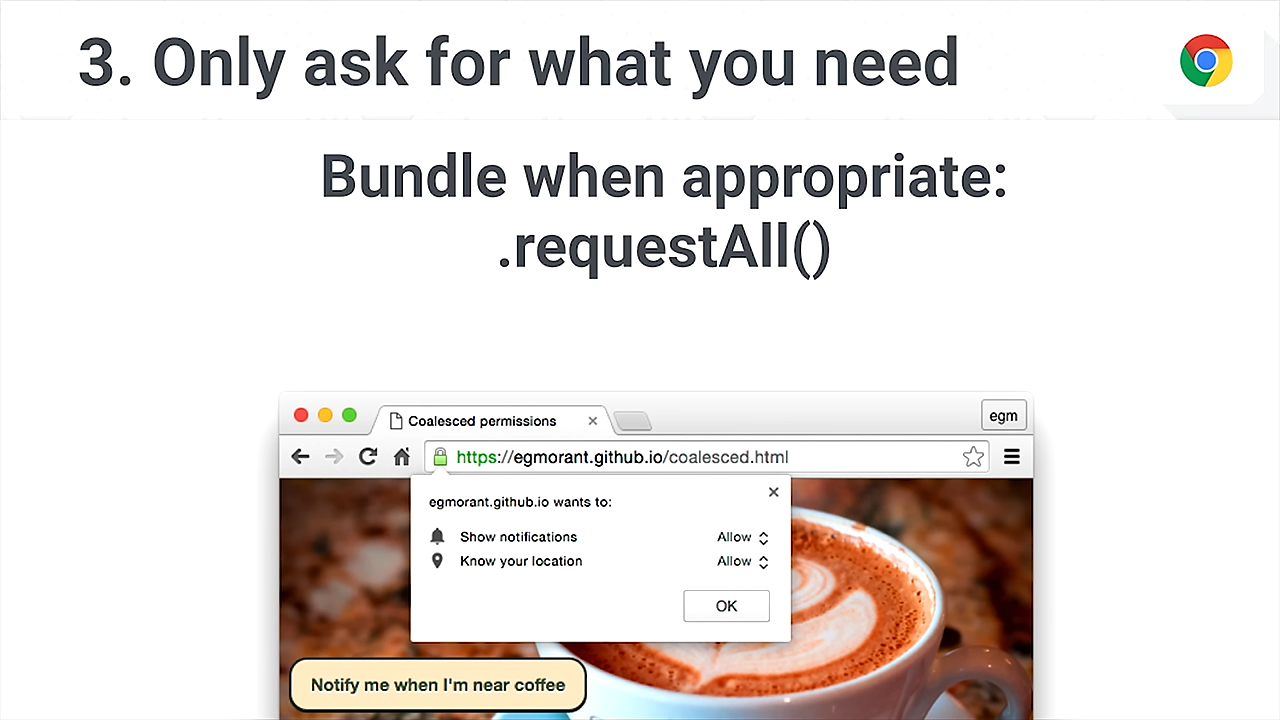 3. Only ask for what you need
Bundle when appropriate:
.requestAll()
Coalesced permissions
egm
https://egmorant.github.io/coalesced.html
egmorant.github.io wants to:
Show notifications Allow
Know your location Allow
OK
Notify me when I'm near coffee